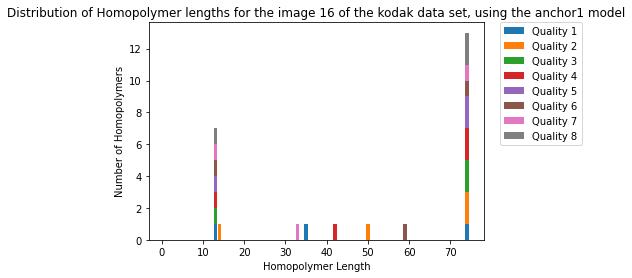 Distribution of Homopolymer lengths for the image 16 of the kodak data set, using the anchor1 model
Number of Homopolymers
12
10
8
6
4
2
0
0 10 20 30 40 50 60 70
Homopolymer Length
Quality 1
Quality 2
Quality 3
Quality 4
Quality 5
Quality 6
Quality 7
Quality 8